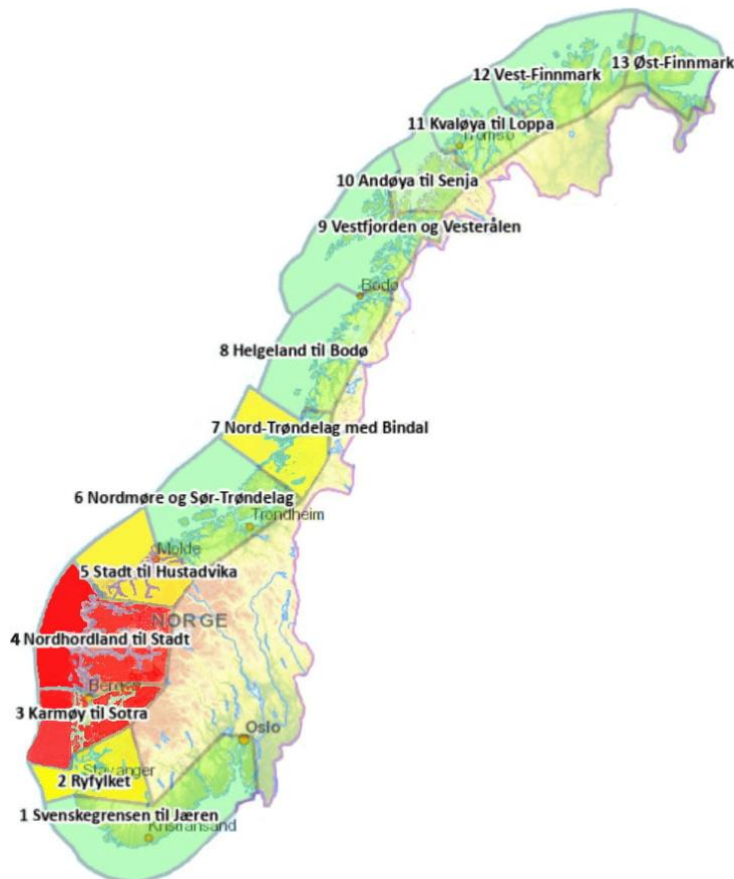 12 Vest-Finnmark
13 Øst-Finnmark
11 Kvaløya til Loppa
Tromsø
10 Andøya til Senja
9 Vestfjorden og Vesterålen
Bodø
8 Helgeland til Bodø
7 Nord-Trøndelag med Bindal
6 Nordmøre og Sør-Trøndelag
Trondheim
Molde
5 Stadt til Hustadvika
NORGE
4 Nordhordland til Stadt
Bergen
3 Karmøy til Sotra
Oslo
Stavanger
2 Ryfylket
1 Svenskegrensen til Jæren
Kristiansand